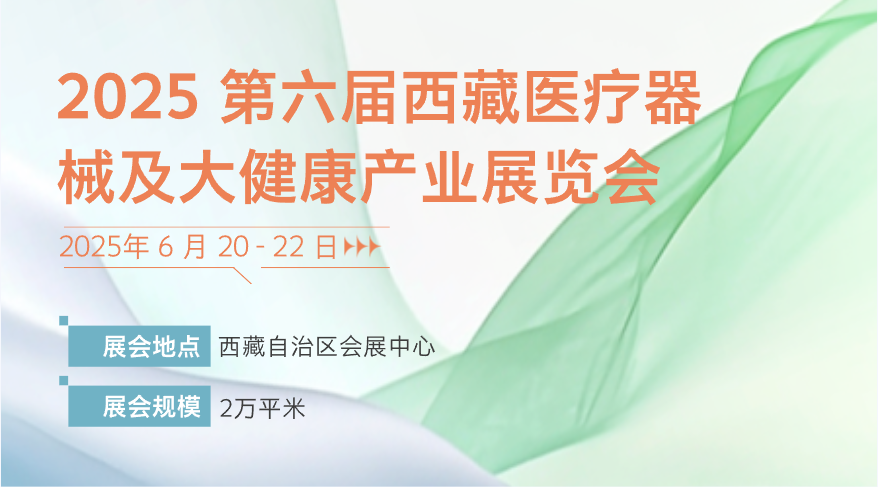 2025 第六届西藏医疗器
械及大健康产业展览会
2025年 6 月 20 - 22 日
展会地点 西藏自治区会展中心
展会规模 2万平米